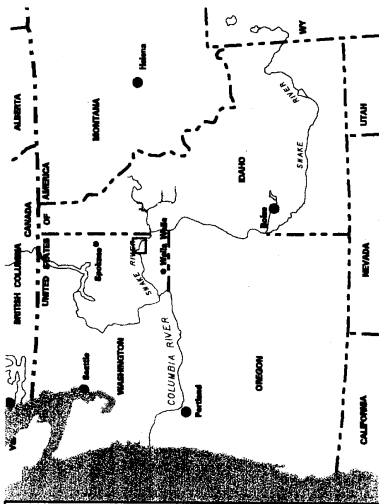 BRITISH COLUMBIA
ALBERTA
CANADA
UNITED STATES OF AMERICA
Seattle
Spokane
WASHINGTON
MONTANA
Helena
SNAKE RIVER
Walla Walla
COLUMBIA RIVER
Portland
OREGON
IDAHO
Boise
SNAKE RIVER
WY
CALIFORNIA
NEVADA
UTAH